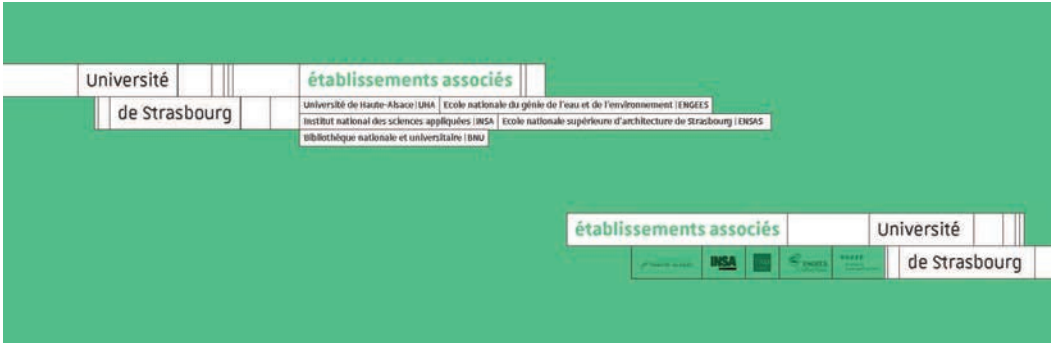 Université
établissements associés
de Strasbourg
Université de Haute-Alsace | UHA Ecole nationale du génie de l'eau et de l'environnement | ENGEES
Institut national des sciences appliquées | INSA Ecole nationale supérieure d'architecture de Strasbourg | ENSAS
Bibliothèque nationale et universitaire | BNU
établissements associés
Université
INSA
ENGEES
de Strasbourg